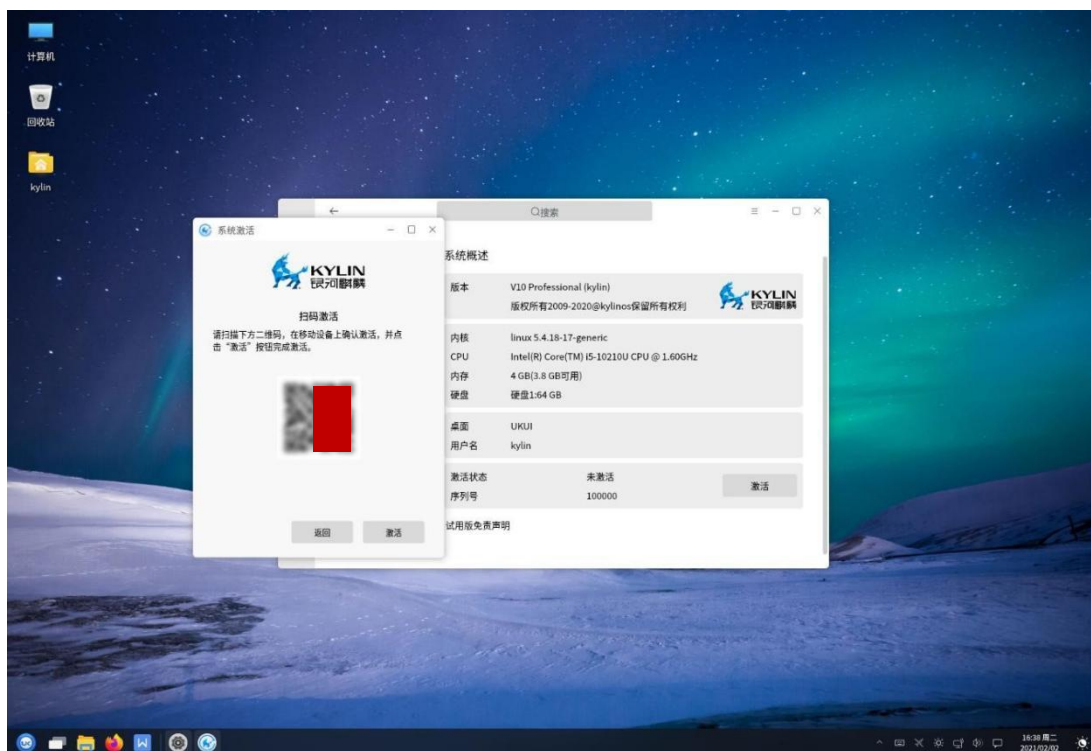 计算机
回收站
kylin
系统激活
KYLIN
银河麒麟
扫码激活
请扫描下方二维码，在移动设备上确认激活，并点
击“激活”按钮完成激活。
返回
激活
搜索
系统概述
版本
V10 Professional (kylin)
版权所有2009-2020@kylinos保留所有权利
KYLIN
银河麒麟
内核
linux 5.4.18-17-generic
CPU
Intel(R) Core(TM) i5-10210U CPU @ 1.60GHz
内存
4 GB(3.8 GB可用)
硬盘
硬盘1:64 GB
桌面
UKUI
用户名
kylin
激活状态
未激活
激活
序列号
100000
试用版免责声明
16:38 周二
2021/02/02